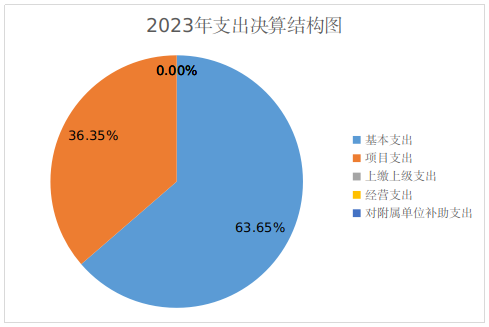 2023年支出决算结构图
0.00%
36.35%
63.65%
基本支出
项目支出
上缴上级支出
经营支出
对附属单位补助支出